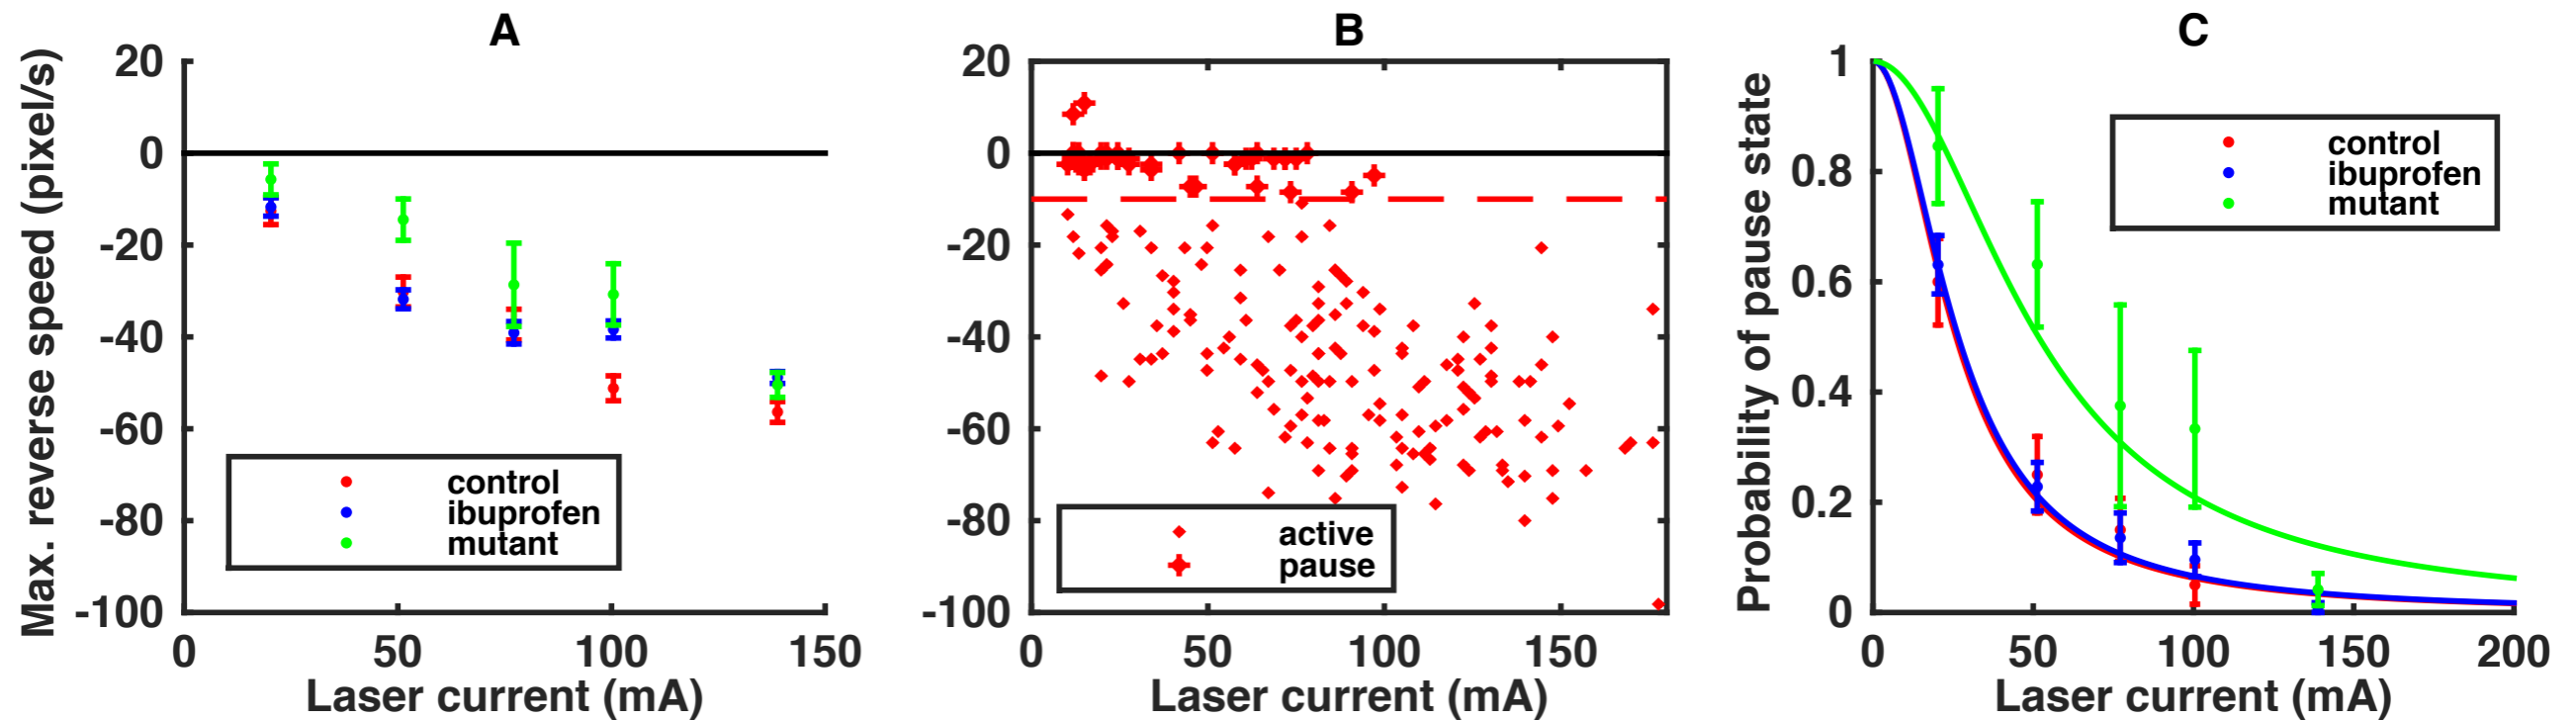 A
Max. reverse speed (pixel/s)
20
0
-20
-40
-60
-80
-100
control
ibuprofen
mutant
0 50 100 150
Laser current (mA)
B
20
0
-20
-40
-60
-80
-100
active
pause
0 50 100 150
Laser current (mA)
C
Probability of pause state
1
0.8
0.6
0.4
0.2
0
control
ibuprofen
mutant
0 50 100 150 200
Laser current (mA)